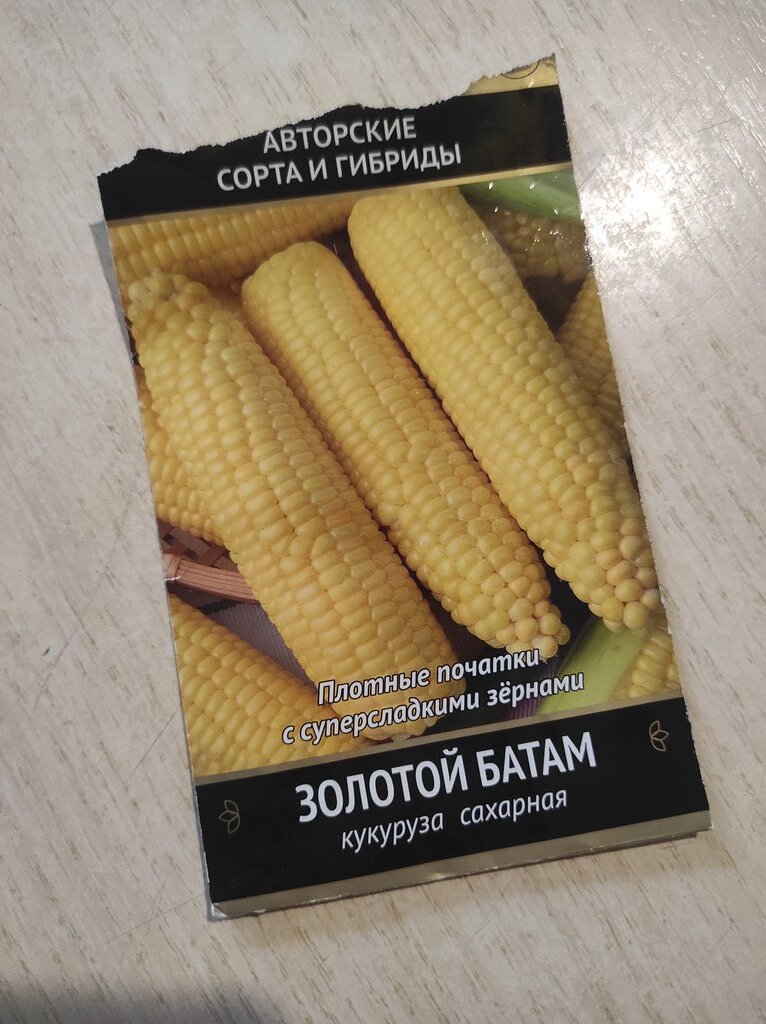 АВТОРСКИЕ
СОРТА И ГИБРИДЫ
Плотные початки
с суперсладкими зёрнами
ЗОЛОТОЙ БАТАМ
кукуруза сахарная